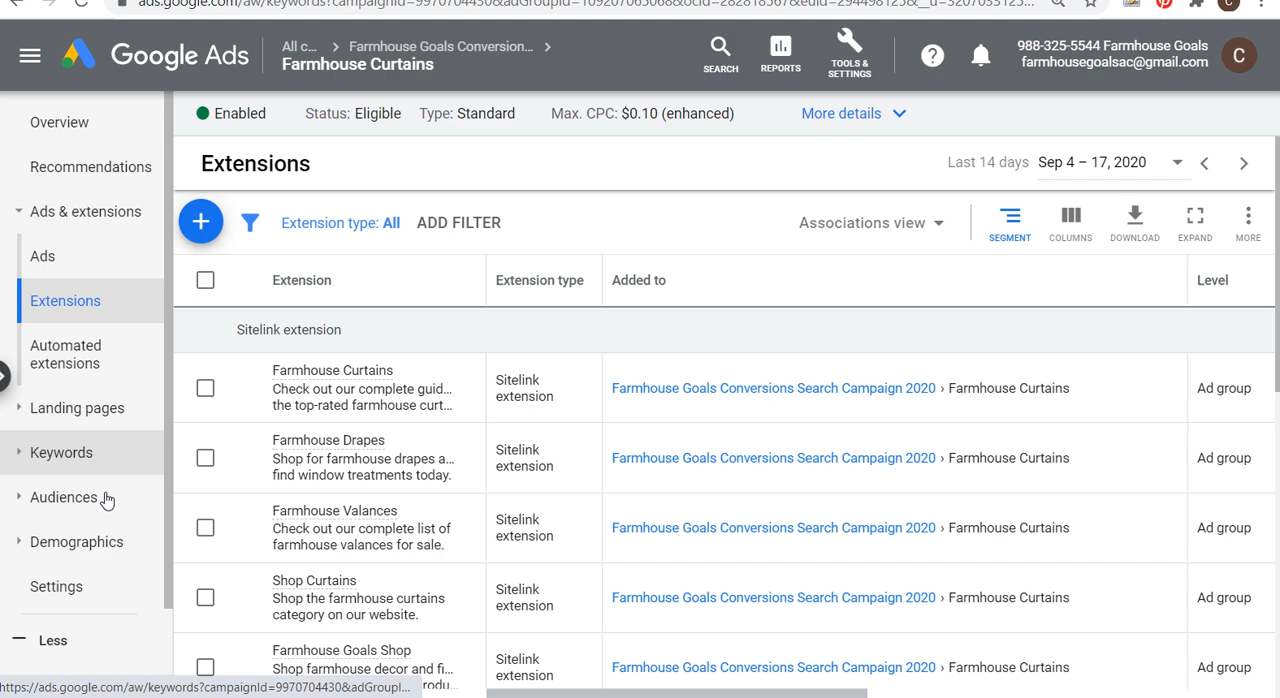 Google Ads
All c... > Farmhouse Goals Conversion... >
Farmhouse Curtains
SEARCH
REPORTS
TOOLS &
SETTINGS
988-325-5544 Farmhouse Goals
farmhousegoalsac@gmail.com
C
Overview
Recommendations
Ads & extensions
Ads
Extensions
Automated
extensions
Landing pages
Keywords
Audiences
Demographics
Settings
Less
Enabled
Status: Eligible
Type: Standard
Max. CPC: $0.10 (enhanced)
More details
Extensions
Last 14 days
Sep 4 – 17, 2020
Extension type: All
ADD FILTER
Associations view
SEGMENT
COLUMNS
DOWNLOAD
EXPAND
MORE
Extension
Extension type
Added to
Level
Sitelink extension
Farmhouse Curtains
Check out our complete guid...
the top-rated farmhouse curt...
Sitelink
extension
Farmhouse Goals Conversions Search Campaign 2020 › Farmhouse Curtains
Ad group
Farmhouse Drapes
Shop for farmhouse drapes a...
find window treatments today.
Sitelink
extension
Farmhouse Goals Conversions Search Campaign 2020 › Farmhouse Curtains
Ad group
Farmhouse Valances
Check out our complete list of
farmhouse valances for sale.
Sitelink
extension
Farmhouse Goals Conversions Search Campaign 2020 › Farmhouse Curtains
Ad group
Shop Curtains
Shop the farmhouse curtains
category on our website.
Sitelink
extension
Farmhouse Goals Conversions Search Campaign 2020 › Farmhouse Curtains
Ad group
Farmhouse Goals Shop
Shop farmhouse decor and fi...
Sitelink
extension
Farmhouse Goals Conversions Search Campaign 2020 › Farmhouse Curtains
Ad group
https://ads.google.com/aw/keywords?campaignId=9970704430&adGroupI...